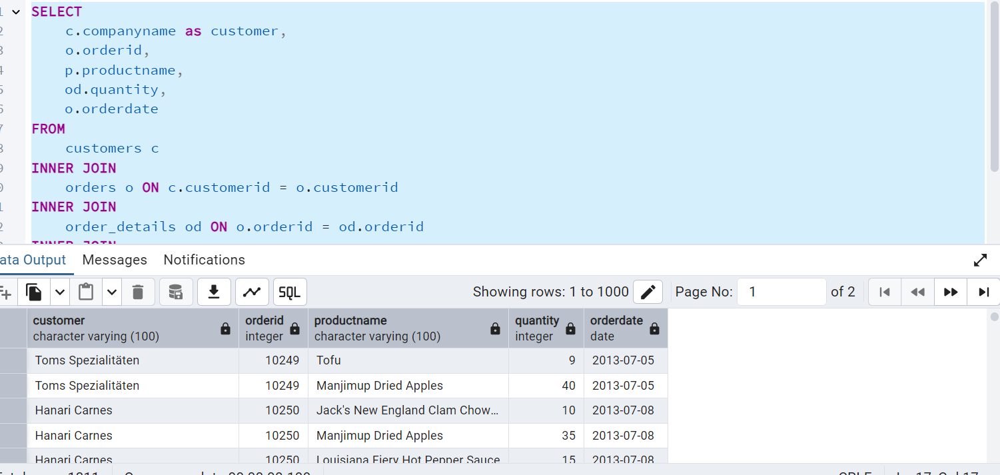 SELECT
c.companyname as customer,
o.orderid,
p.productname,
od.quantity,
o.orderdate
FROM
customers c
INNER JOIN
orders o ON c.customerid = o.customerid
INNER JOIN
order_details od ON o.orderid = od.orderid
INNER JOIN
ata Output Messages Notifications
SQL Showing rows: 1 to 1000 Page No: 1 of 2
customer orderid productname quantity orderdate
character varying (100) integer character varying (100) integer date
Toms Spezialitäten 10249 Tofu 9 2013-07-05
Toms Spezialitäten 10249 Manjimup Dried Apples 40 2013-07-05
Hanari Carnes 10250 Jack's New England Clam Chow... 10 2013-07-08
Hanari Carnes 10250 Manjimup Dried Apples 35 2013-07-08
Hanari Carnes 10250 Louisiana Fiery Hot Pepper Sauce 15 2013-07-08